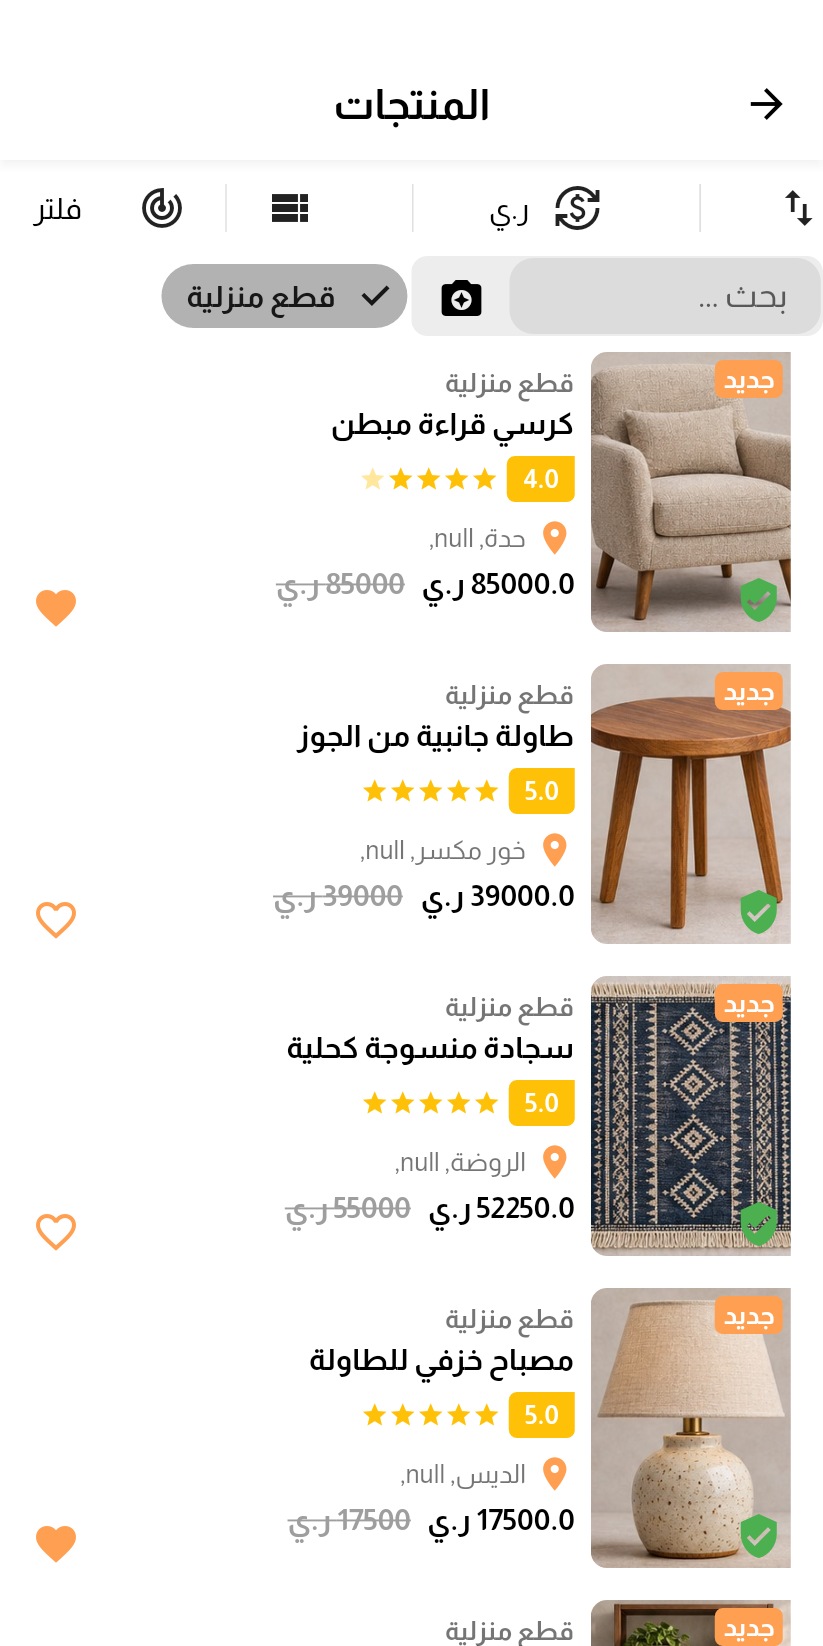 المنتجات
ر.ي
فلتر
بحث ...
قطع منزلية
جديد
قطع منزلية
كرسي قراءة مبطن
4.0
حدة, null,
85000.0 ر.ي 85000 ر.ي
جديد
قطع منزلية
طاولة جانبية من الجوز
5.0
خور مكسر, null,
39000.0 ر.ي 39000 ر.ي
جديد
قطع منزلية
سجادة منسوجة كحلية
5.0
الروضة, null,
52250.0 ر.ي 55000 ر.ي
جديد
قطع منزلية
مصباح خزفي للطاولة
5.0
الديس, null,
17500.0 ر.ي 17500 ر.ي
جديد
قطع منزلية